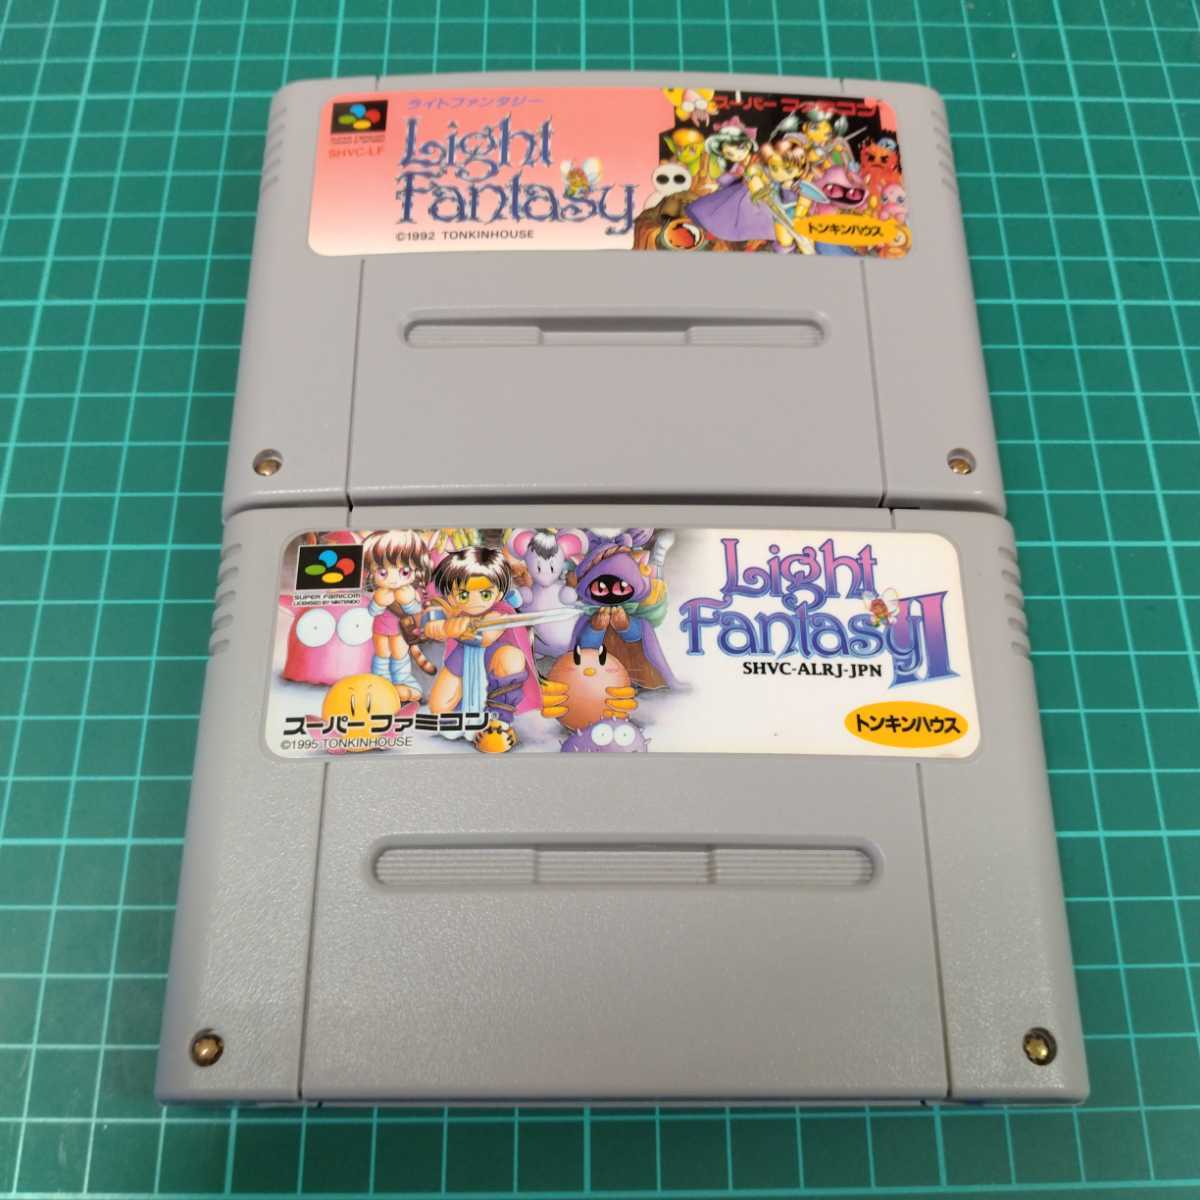 ライトファンタジー
スーパーファミコン
SUPER FAMICOM
SHVC-LF
Light
Fantasy
©1992 TONKINHOUSE
トンキンハウス
SUPER FAMICOM
LICENSED BY NINTENDO
Light
Fantasy II
SHVC-ALRJ-JPN
スーパーファミコン
©1995 TONKINHOUSE
トンキンハウス